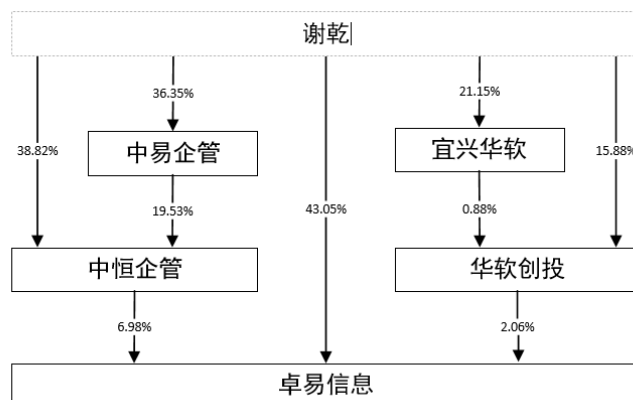 谢乾
36.35%
21.15%
38.82%
中易企管
宜兴华软
15.88%
19.53%
43.05%
0.88%
中恒企管
华软创投
6.98%
2.06%
卓易信息